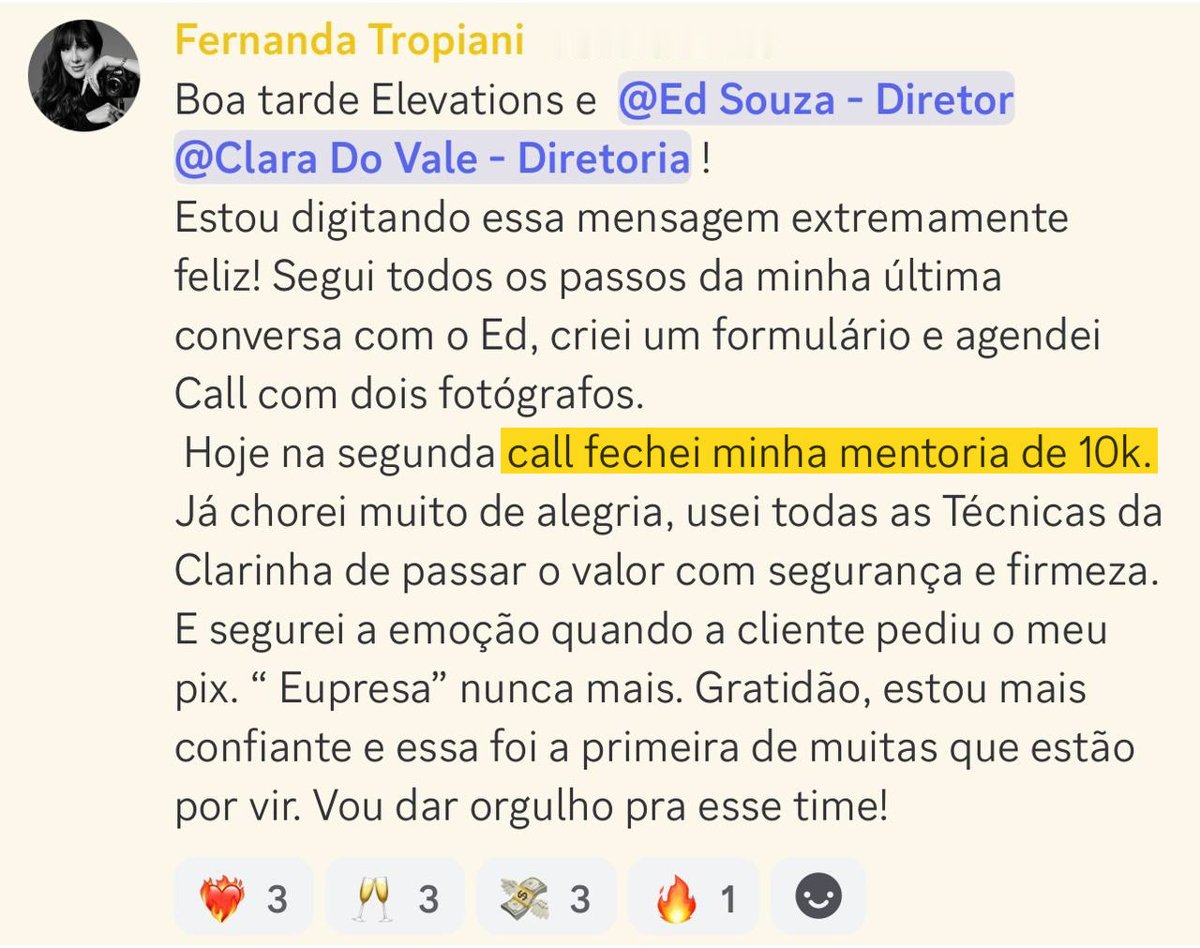 Fernanda Tropiani
Boa tarde Elevations e @Ed Souza - Diretor
@Clara Do Vale - Diretoria !
Estou digitando essa mensagem extremamente
feliz! Segui todos os passos da minha última
conversa com o Ed, criei um formulário e agendei
Call com dois fotógrafos.
Hoje na segunda call fechei minha mentoria de 10k.
Já chorei muito de alegria, usei todas as Técnicas da
Clarinha de passar o valor com segurança e firmeza.
E segurei a emoção quando a cliente pediu o meu
pix. “ Eupresa” nunca mais. Gratidão, estou mais
confiante e essa foi a primeira de muitas que estão
por vir. Vou dar orgulho pra esse time!
3 3 3 1